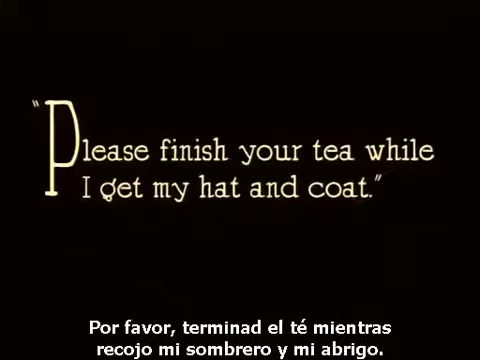 "Please finish your tea while
I get my hat and coat."
Por favor, terminad el té mientras
recojo mi sombrero y mi abrigo.